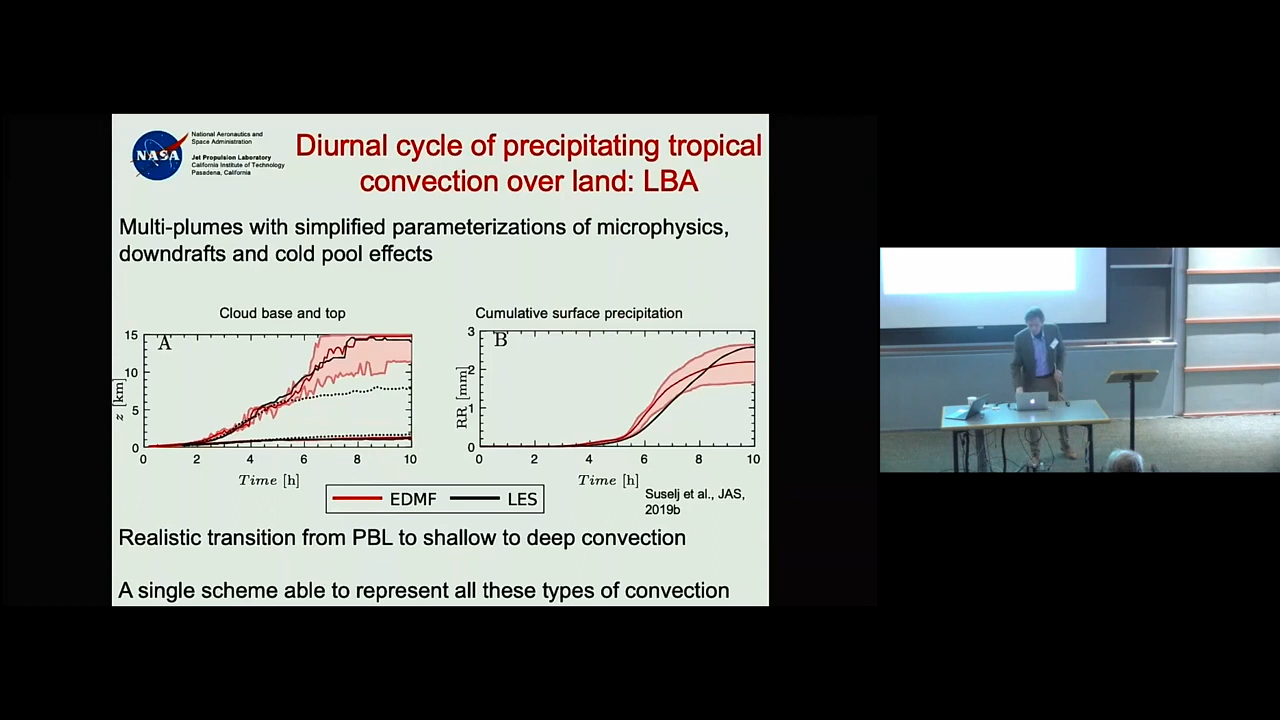 NASA
National Aeronautics and
Space Administration
Jet Propulsion Laboratory
California Institute of Technology
Pasadena, California
Diurnal cycle of precipitating tropical
convection over land: LBA
Multi-plumes with simplified parameterizations of microphysics,
downdrafts and cold pool effects
Cloud base and top
A
15
10
5
0
z [km]
0 2 4 6 8 10
Time [h]
Cumulative surface precipitation
B
3
2
1
0
RR [mm]
0 2 4 6 8 10
Time [h]
EDMF LES
Suselj et al., JAS,
2019b
Realistic transition from PBL to shallow to deep convection
A single scheme able to represent all these types of convection